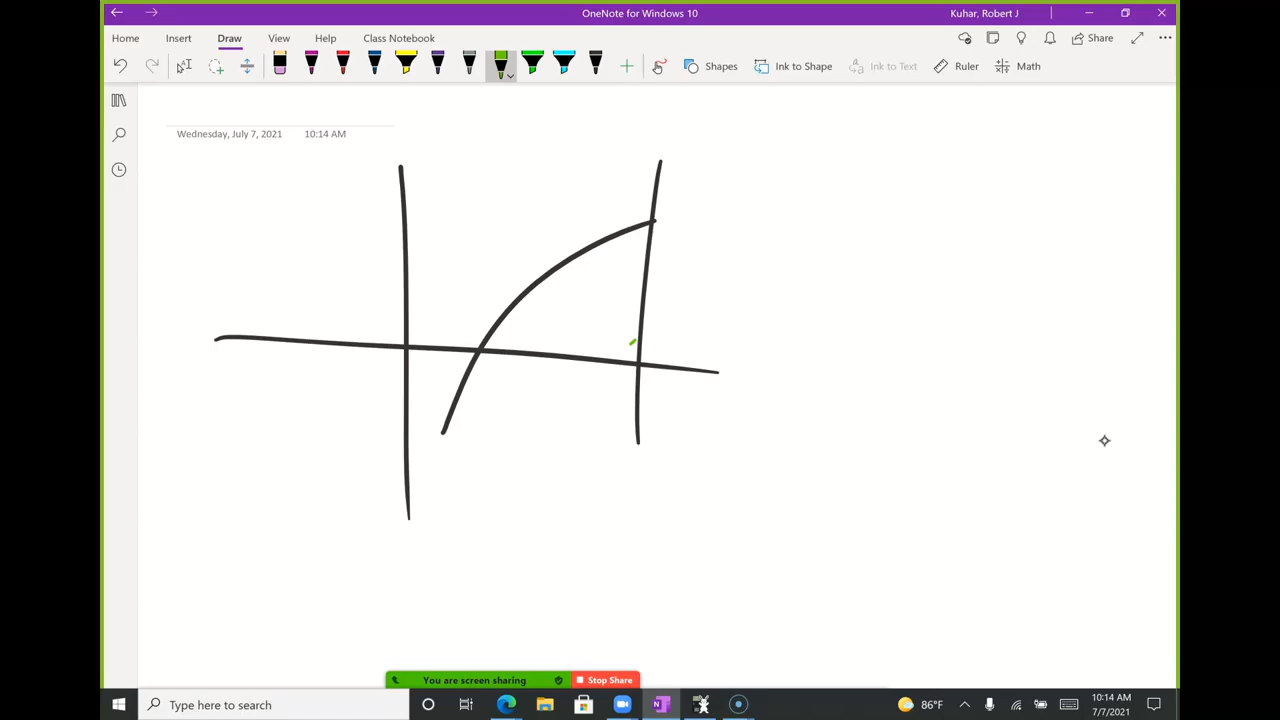 OneNote for Windows 10
Kuhar, Robert J
Home Insert Draw View Help Class Notebook
Share
Shapes Ink to Shape Ink to Text Ruler Math
Wednesday, July 7, 2021 10:14 AM
You are screen sharing Stop Share
Type here to search
86°F
10:14 AM
7/7/2021